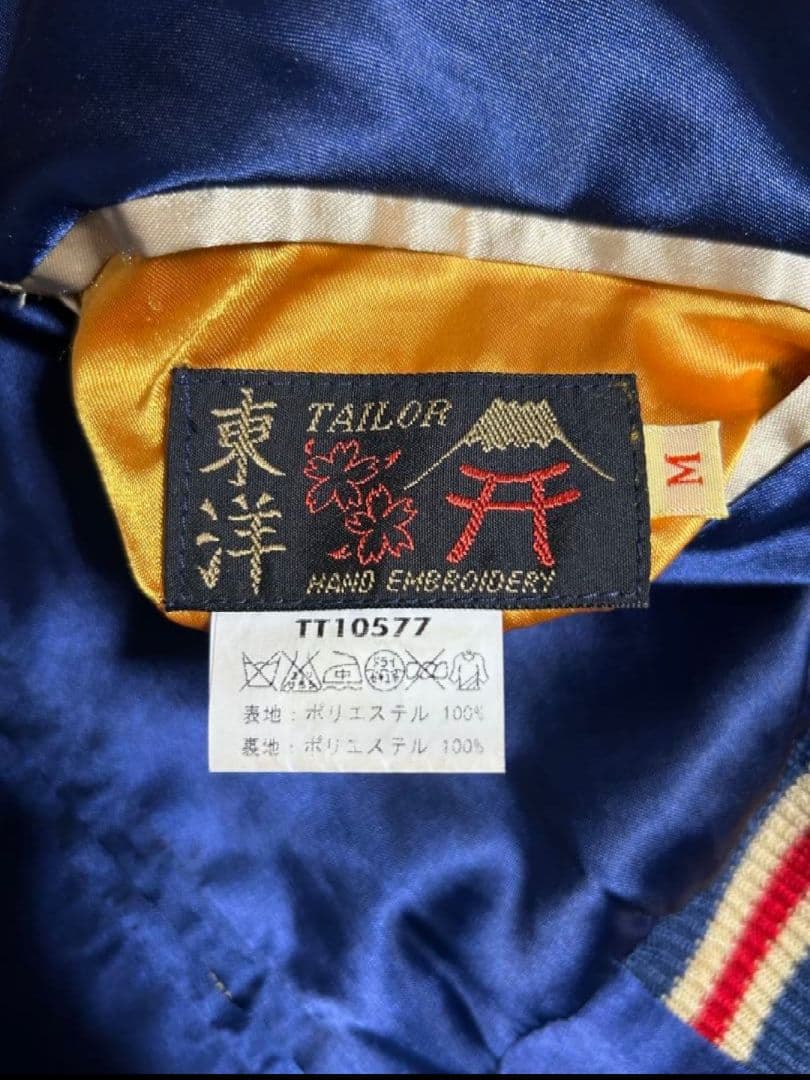 東洋
TAILOR
HAND EMBROIDERY
M
TT10577
中
表地:ポリエステル 100%
裏地:ポリエステル 100%